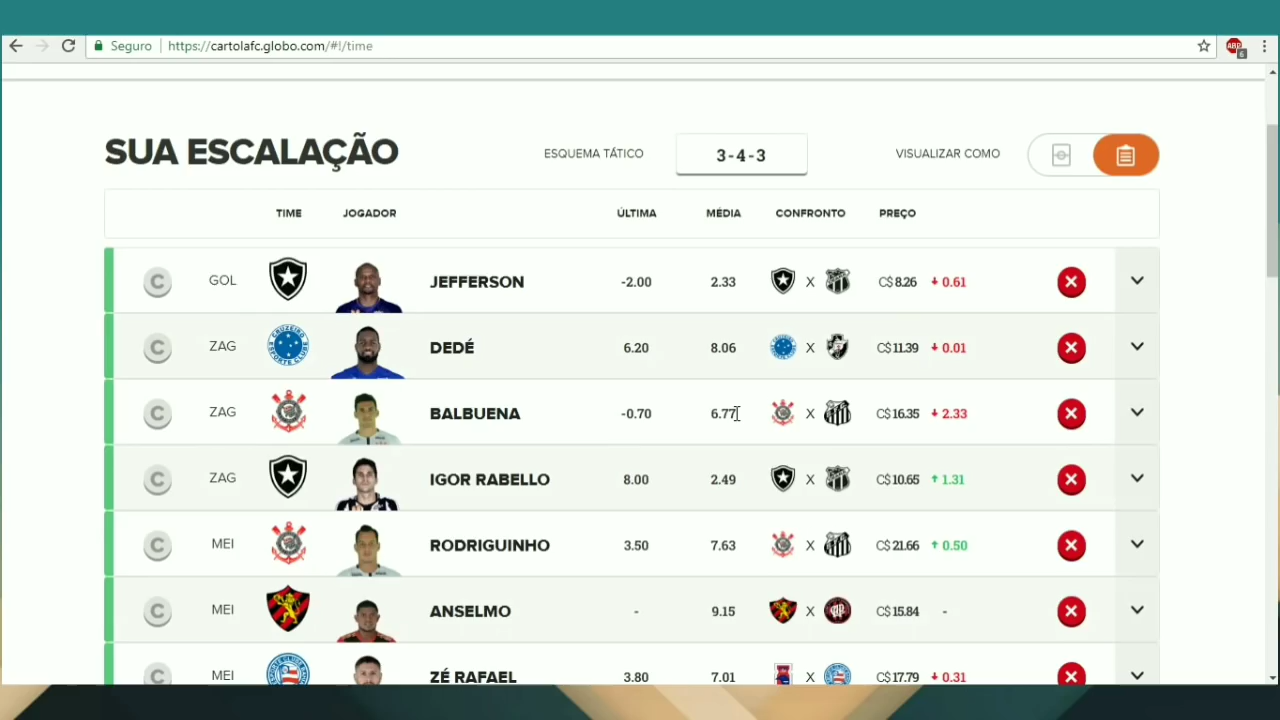 Seguro https://cartolafc.globo.com/#!/time ABP 6
SUA ESCALAÇÃO ESQUEMA TÁTICO 3-4-3 VISUALIZAR COMO
TIME JOGADOR ÚLTIMA MÉDIA CONFRONTO PREÇO
C GOL JEFFERSON -2.00 2.33 X C$ 8.26 0.61
C ZAG DEDÉ 6.20 8.06 X C$ 11.39 0.01
C ZAG BALBUENA -0.70 6.77 X C$ 16.35 2.33
C ZAG IGOR RABELLO 8.00 2.49 X C$ 10.65 1.31
C MEI RODRIGUINHO 3.50 7.63 X C$ 21.66 0.50
C MEI ANSELMO - 9.15 X C$ 15.84 -
C MEI ZÉ RAFAEL 3.80 7.01 X C$ 17.79 0.31